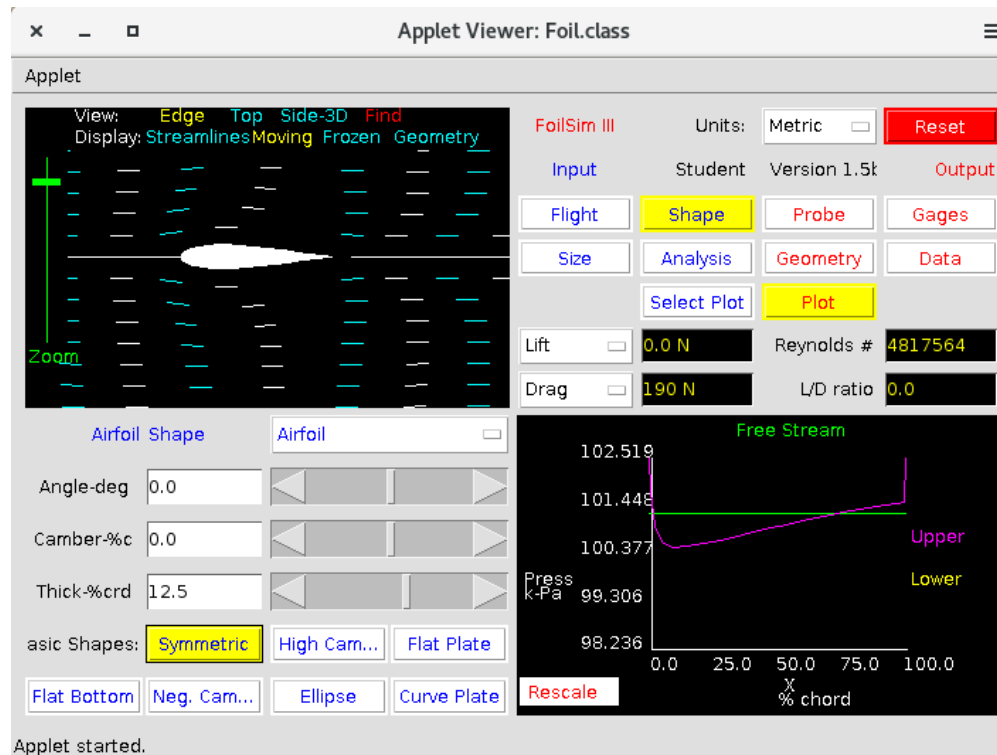 Applet Viewer: Foil.class
Applet
View: Edge Top Side-3D Find
Display: Streamlines Moving Frozen Geometry
Zoom
FoilSim III Units: Metric Reset
Input Student Version 1.5b Output
Flight Shape Probe Gages
Size Analysis Geometry Data
Select Plot Plot
Lift 0.0 N Reynolds # 4817564
Drag 190 N L/D ratio 0.0
Airfoil Shape Airfoil
Angle-deg 0.0
Camber-%c 0.0
Thick-%crd 12.5
asic Shapes: Symmetric High Cam... Flat Plate
Flat Bottom Neg. Cam... Ellipse Curve Plate
Free Stream
102.519
101.448
100.377
99.306
98.236
Press
k-Pa
Upper
Lower
0.0 25.0 50.0 75.0 100.0
X
% chord
Rescale
Applet started.